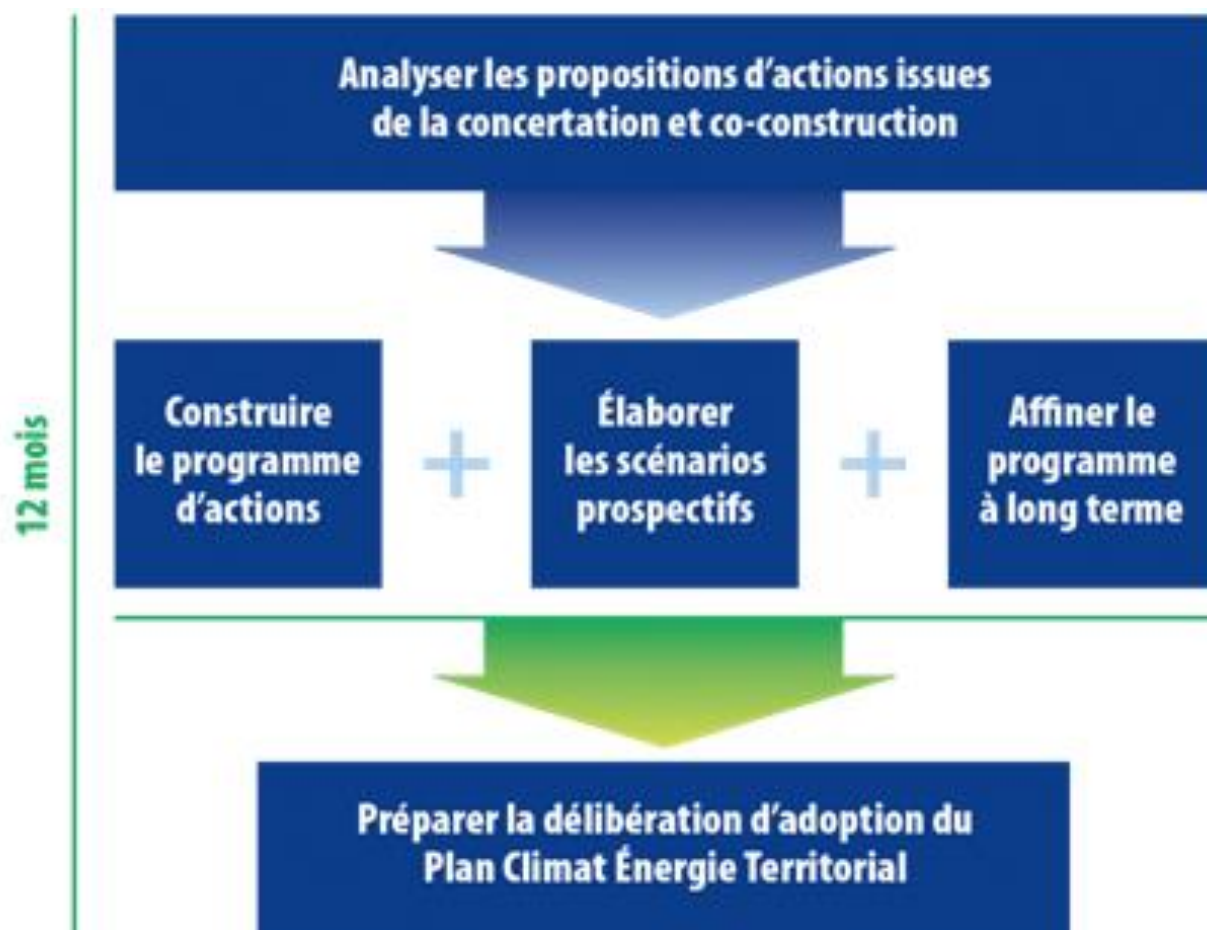 Analyser les propositions d'actions issues
de la concertation et co-construction
12 mois
Construire
le programme
d'actions
+
Élaborer
les scénarios
prospectifs
+
Affiner le
programme
à long terme
Préparer la délibération d'adoption du
Plan Climat Énergie Territorial